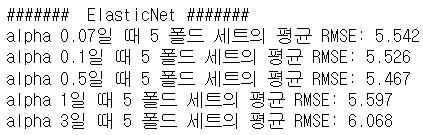 ####### ElasticNet #######
alpha 0.07일 때 5 폴드 세트의 평균 RMSE: 5.542
alpha 0.1일 때 5 폴드 세트의 평균 RMSE: 5.526
alpha 0.5일 때 5 폴드 세트의 평균 RMSE: 5.467
alpha 1일 때 5 폴드 세트의 평균 RMSE: 5.597
alpha 3일 때 5 폴드 세트의 평균 RMSE: 6.068